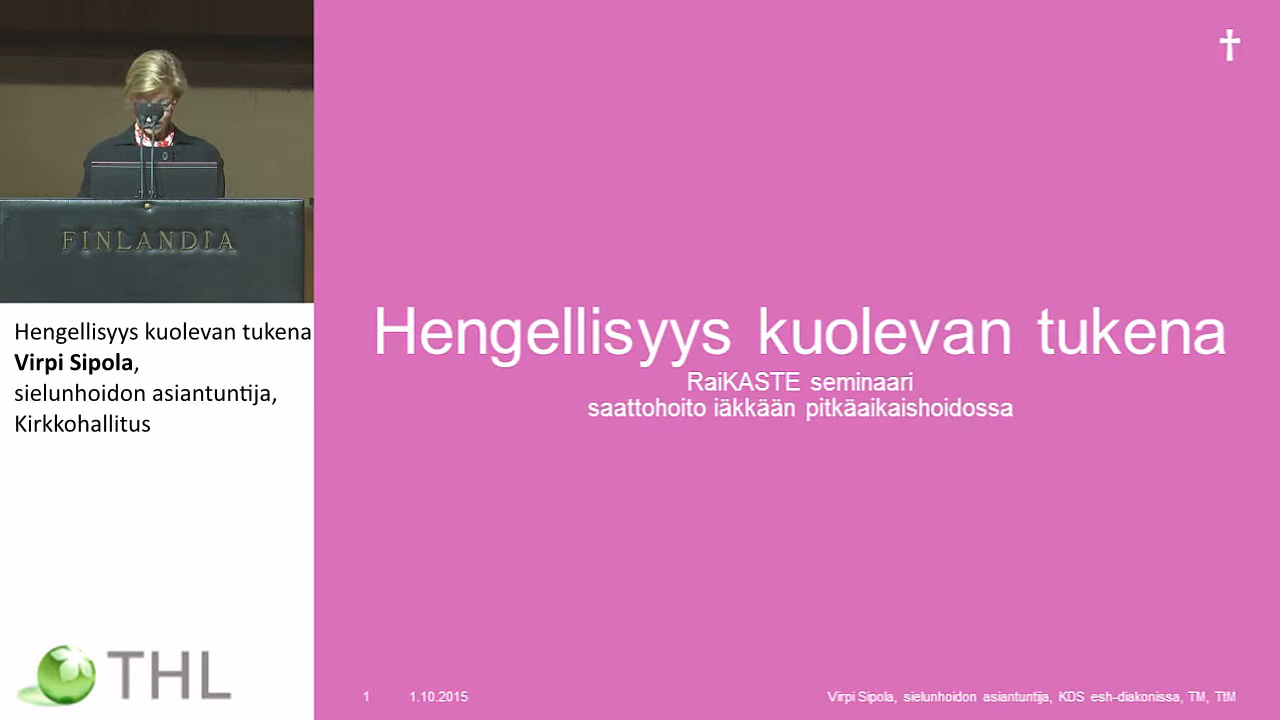 FINLANDIA
Hengellisyys kuolevan tukena
Virpi Sipola,
sielunhoidon asiantuntija,
Kirkkohallitus
THL
Hengellisyys kuolevan tukena
RaiKASTE seminaari
saattohoito iäkkään pitkäaikaishoidossa
1 1.10.2015 Virpi Sipola, sielunhoidon asiantuntija, KDS esh-diakonissa, TM, TtM